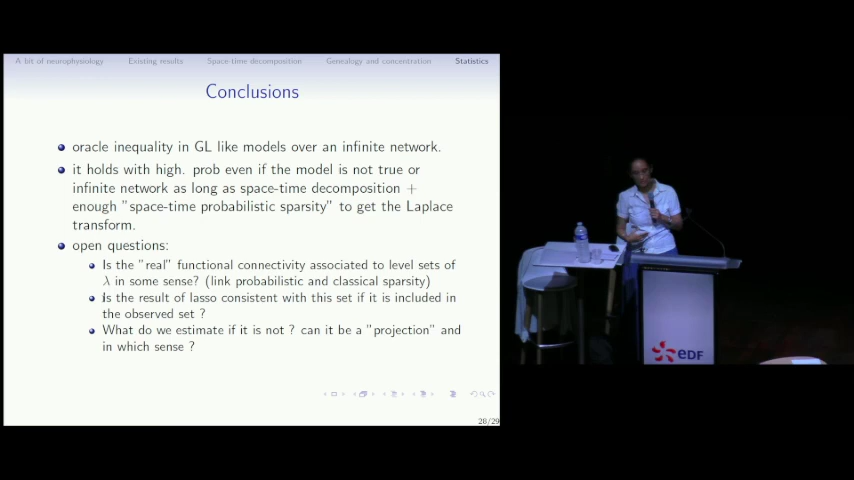 A bit of neurophysiology Existing results Space-time decomposition Genealogy and concentration Statistics
Conclusions
oracle inequality in GL like models over an infinite network.
it holds with high. prob even if the model is not true or
infinite network as long as space-time decomposition +
enough "space-time probabilistic sparsity" to get the Laplace
transform.
open questions:
Is the "real" functional connectivity associated to level sets of
λ in some sense? (link probabilistic and classical sparsity)
Is the result of lasso consistent with this set if it is included in
the observed set ?
What do we estimate if it is not ? can it be a "projection" and
in which sense ?
28/29
eDF